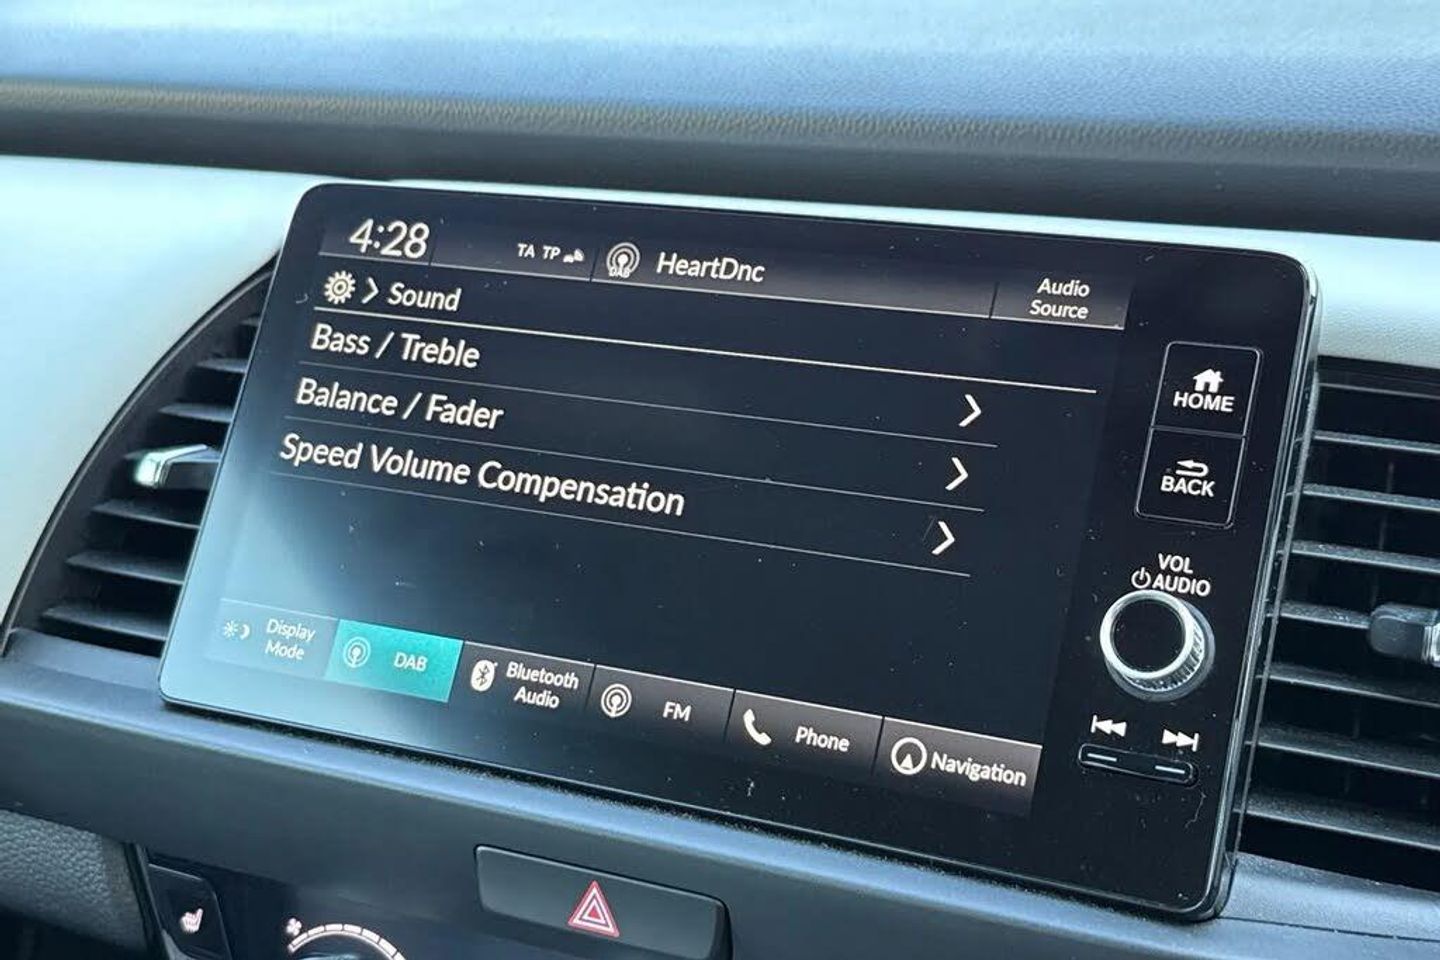 4:28
TA TP
DAB
HeartDnc
Audio
Source
Sound
Bass / Treble
Balance / Fader
Speed Volume Compensation
HOME
BACK
VOL
AUDIO
Display
Mode
DAB
Bluetooth
Audio
FM
Phone
Navigation